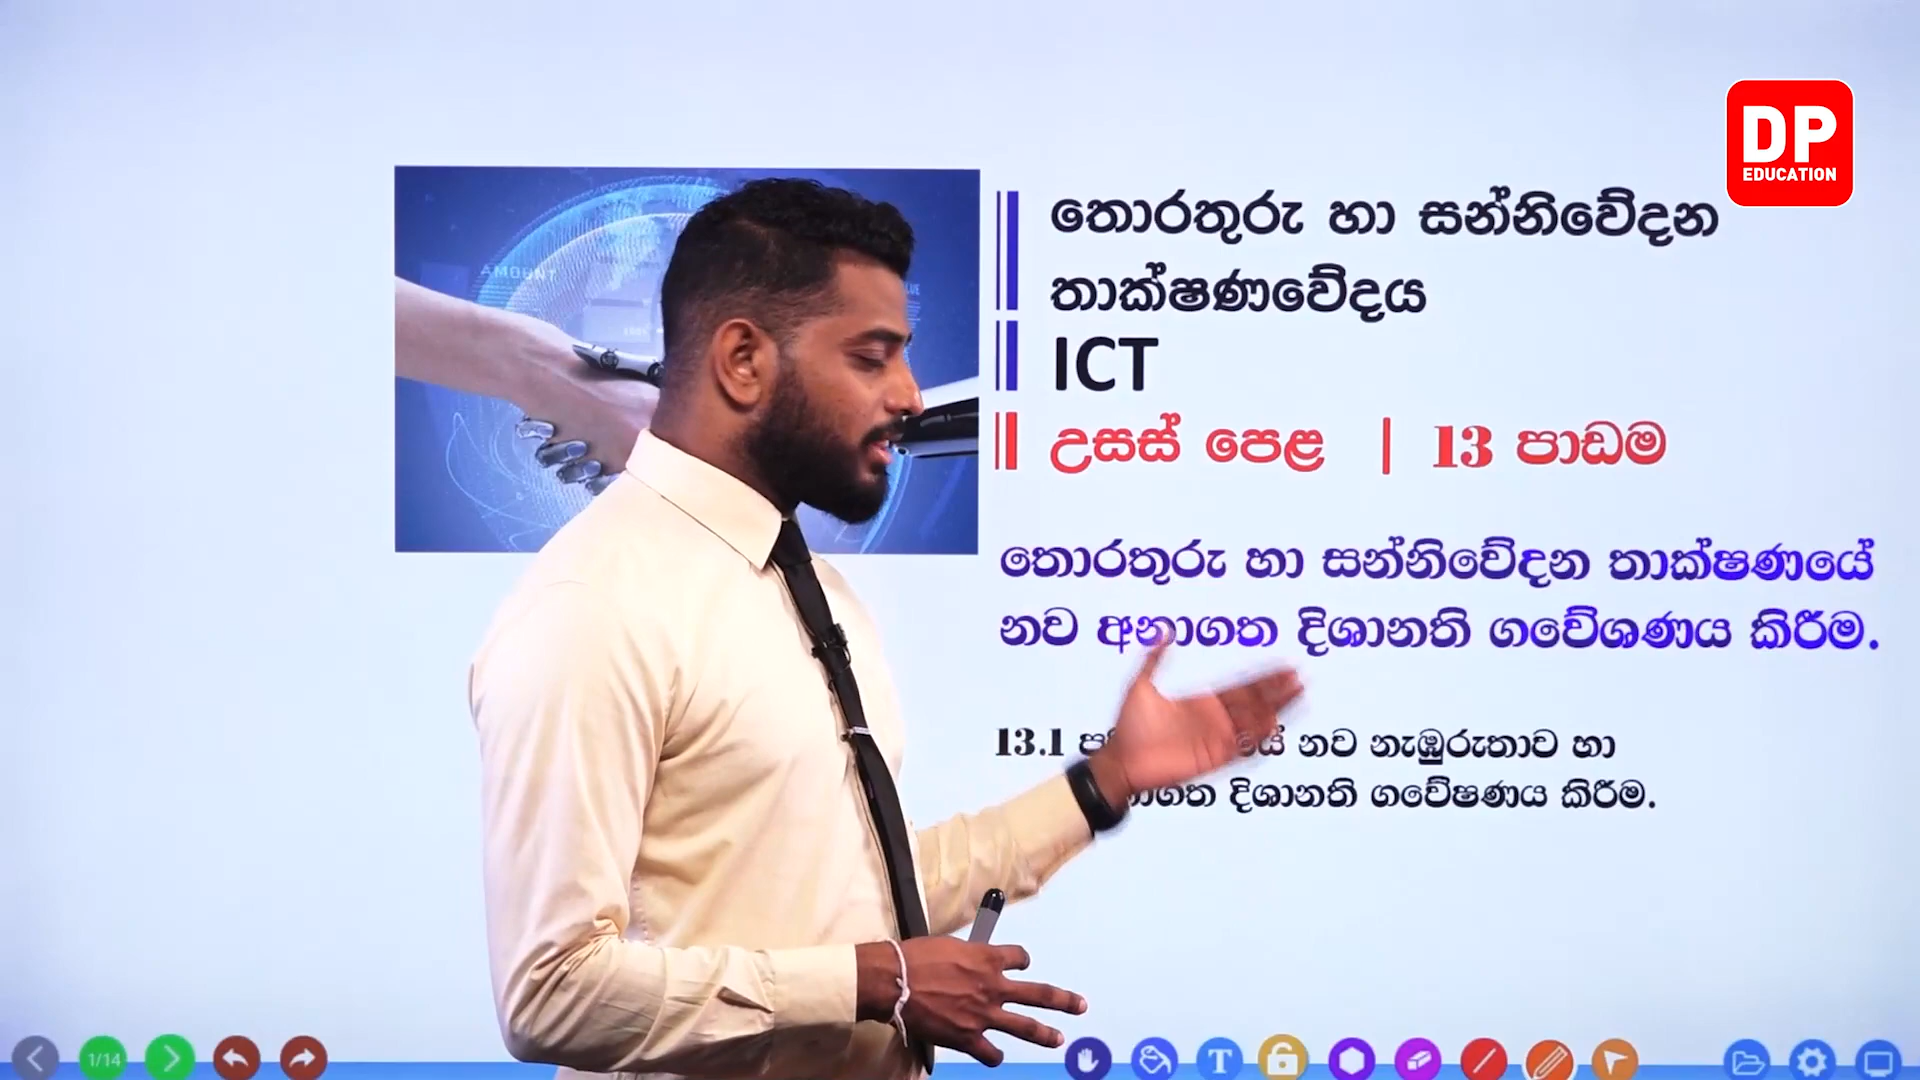 DP
EDUCATION
තොරතුරු හා සන්නිවේදන
තාක්ෂණවේදය
ICT
උසස් පෙළ | 13 පාඩම
තොරතුරු හා සන්නිවේදන තාක්ෂණයේ
නව අනාගත දිශානති ගවේශණය කිරීම.
13.1 නව නැඹුරුතාව හා
දිශානති ගවේෂණය කිරීම.
AMOUNT
1/14
T